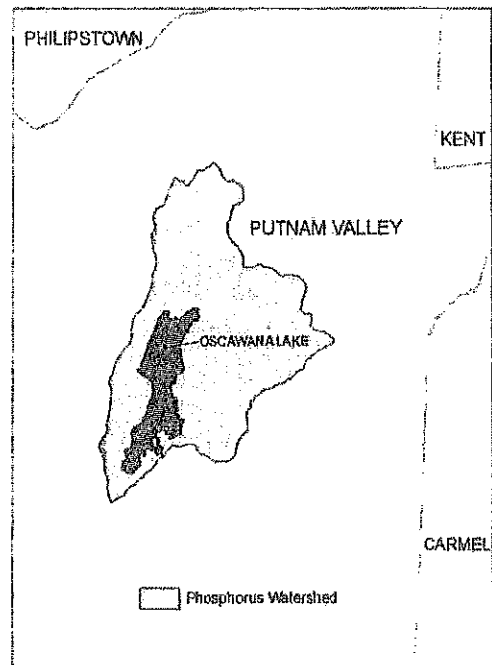 PHILIPSTOWN
KENT
PUTNAM VALLEY
OSCAWANA LAKE
CARMEL
Phosphorus Watershed